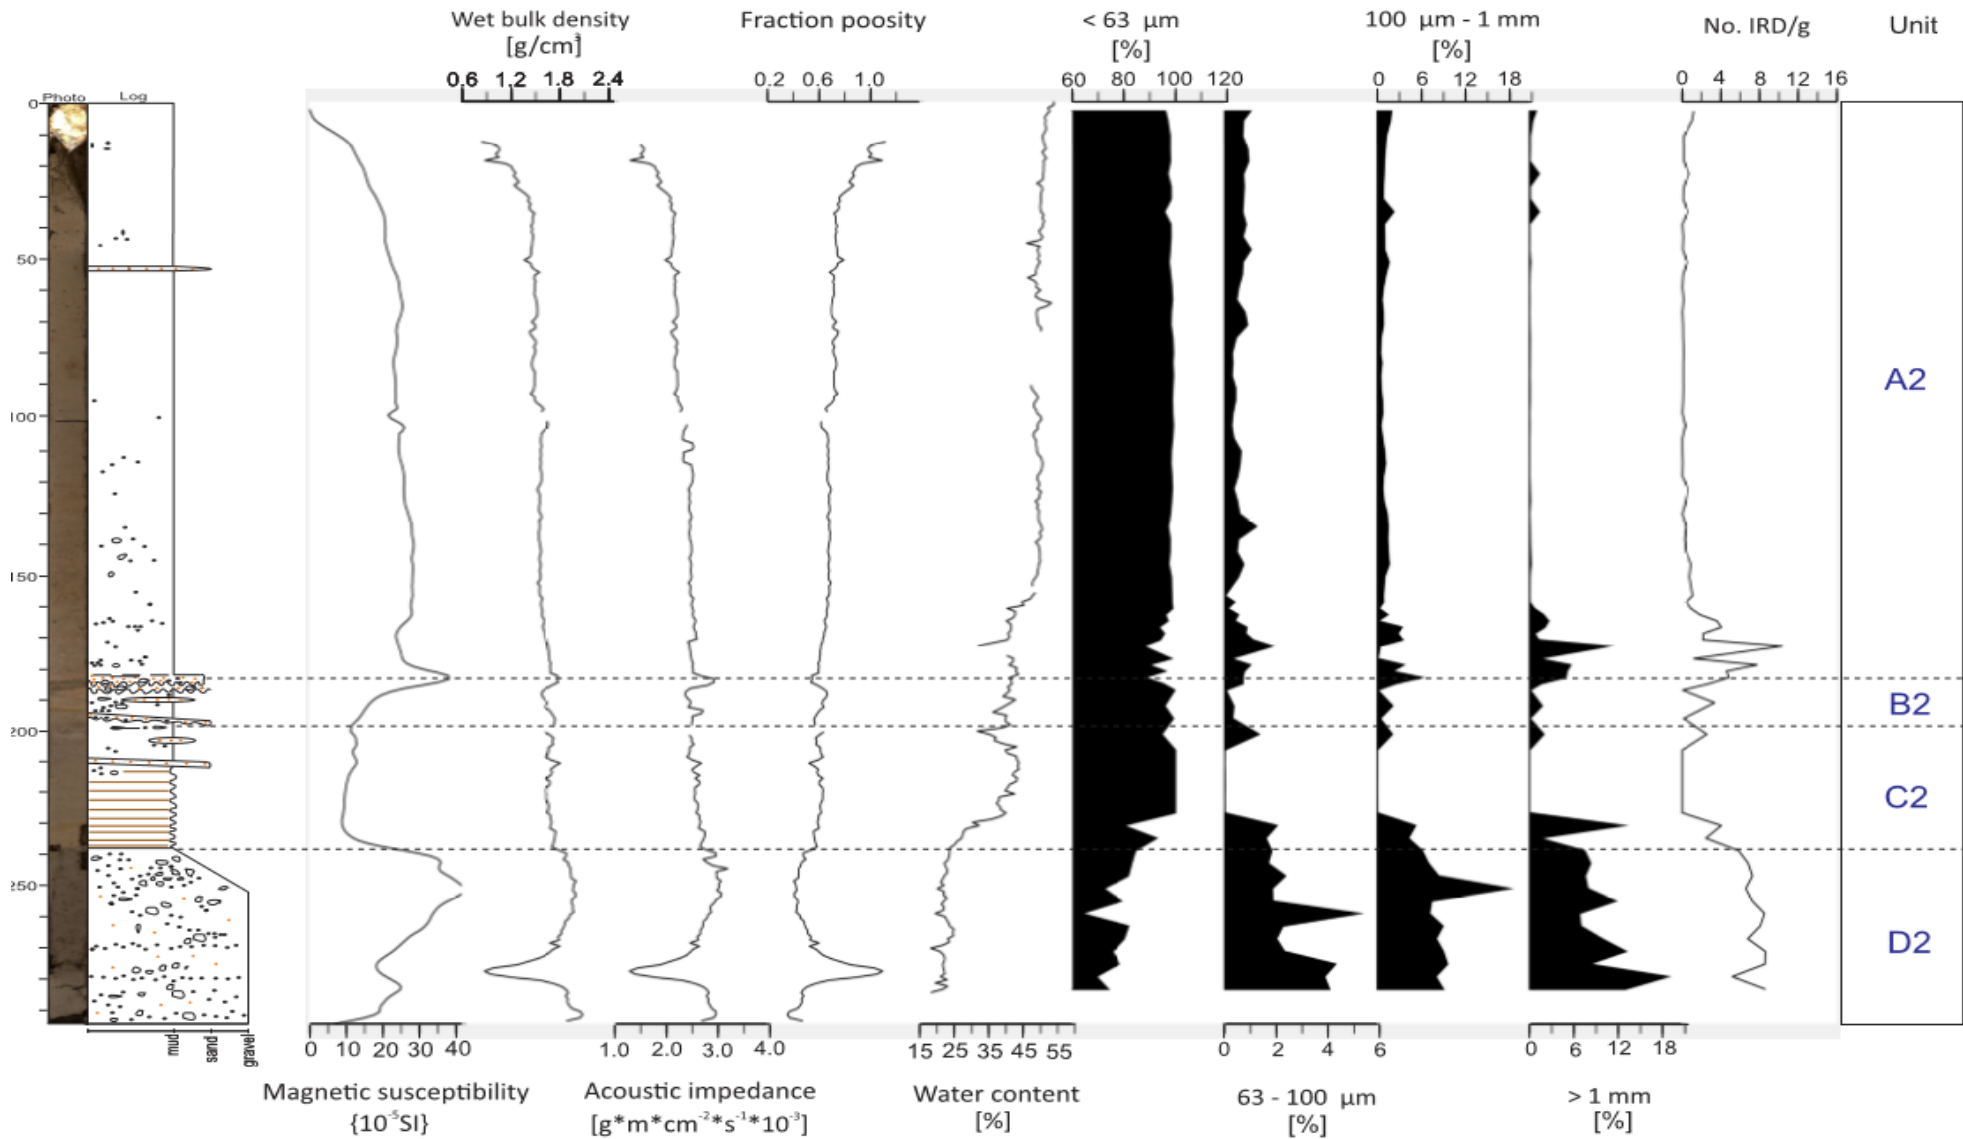 Wet bulk density
[g/cm³]
Fraction poosity
< 63 µm
[%]
100 µm - 1 mm
[%]
No. IRD/g
Unit
0.6 1.2 1.8 2.4
0.2 0.6 1.0
60 80 100 120
0 6 12 18
0 4 8 12 16
Photo Log
0
50
100
150
200
250
A2
B2
C2
D2
mud
sand
gravel
0 10 20 30 40
1.0 2.0 3.0 4.0
15 25 35 45 55
0 2 4 6
0 6 12 18
Magnetic susceptibility
{10⁻⁵SI}
Acoustic impedance
[g*m*cm⁻²*s⁻¹*10⁻³]
Water content
[%]
63 - 100 µm
[%]
> 1 mm
[%]